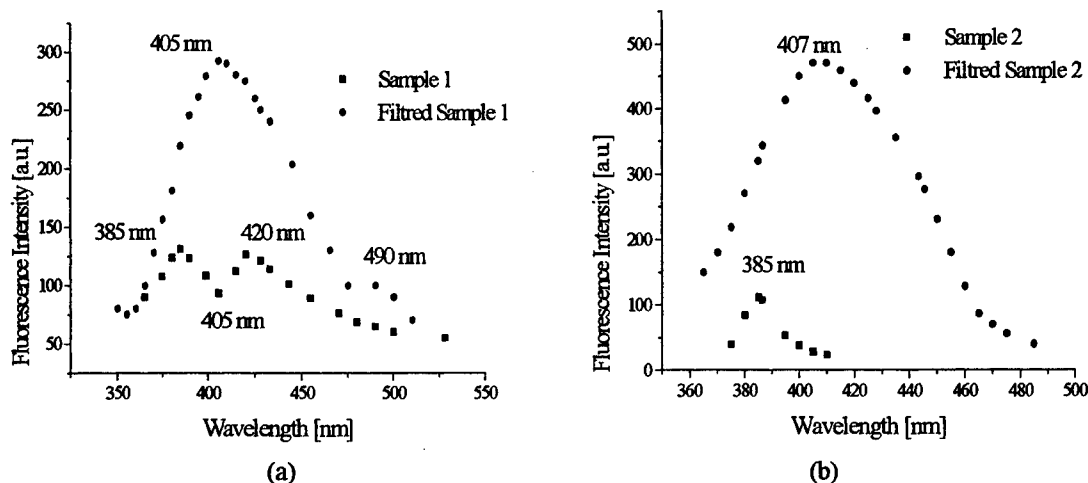 405 nm
300
Sample 1
Filtred Sample 1
250
200
150
385 nm
420 nm
490 nm
100
405 nm
50
350
400
450
500
550
Fluorescence Intensity [a.u.]
Wavelength [nm]
(a)
407 nm
500
Sample 2
Filtred Sample 2
400
300
200
385 nm
100
0
360
380
400
420
440
460
480
500
Fluorescence Intensity [a.u.]
Wavelength [nm]
(b)